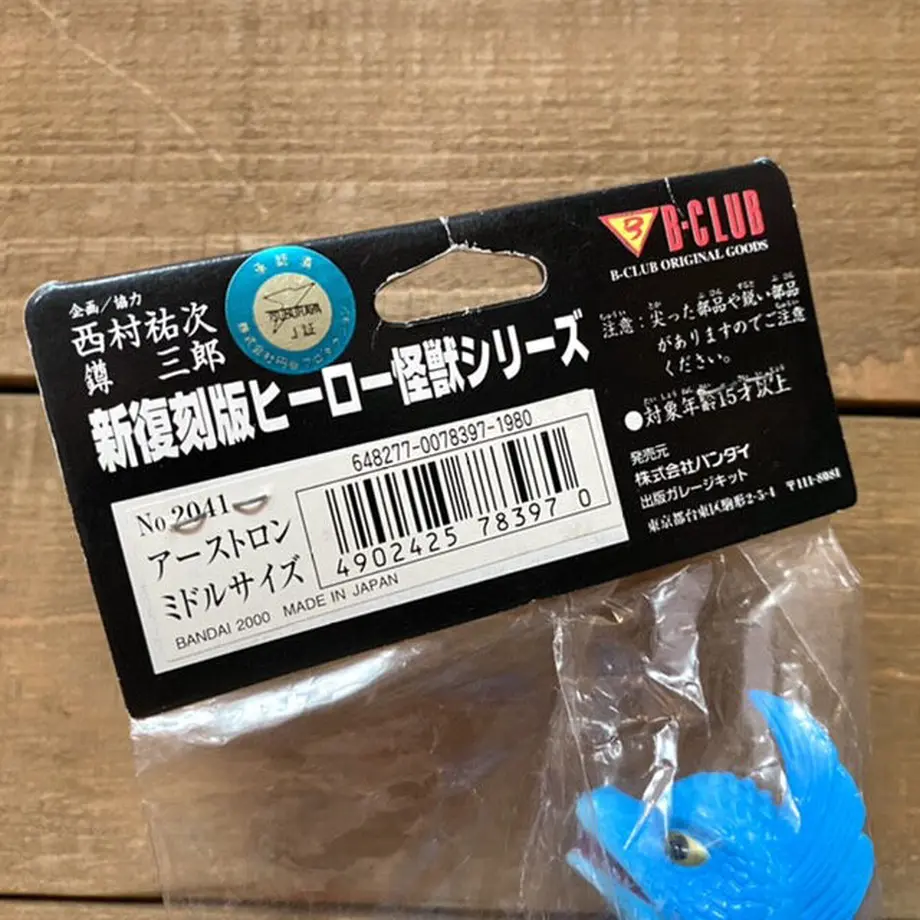 企画/協力
西村祐次
鐏 三郎
新復刻版ヒーロー怪獣シリーズ
No 2041
アーストロン
ミドルサイズ
648277-0078397-1980
4902425 783970
BANDAI 2000 MADE IN JAPAN
B-CLUB
B-CLUB ORIGINAL GOODS
注意:尖った部品や鋭い部品
がありますのでご注意
ください。
●対象年齢15才以上
発売元
株式会社バンダイ
出版ガレージキット
東京都台東区駒形2-5-4 〒111-8081